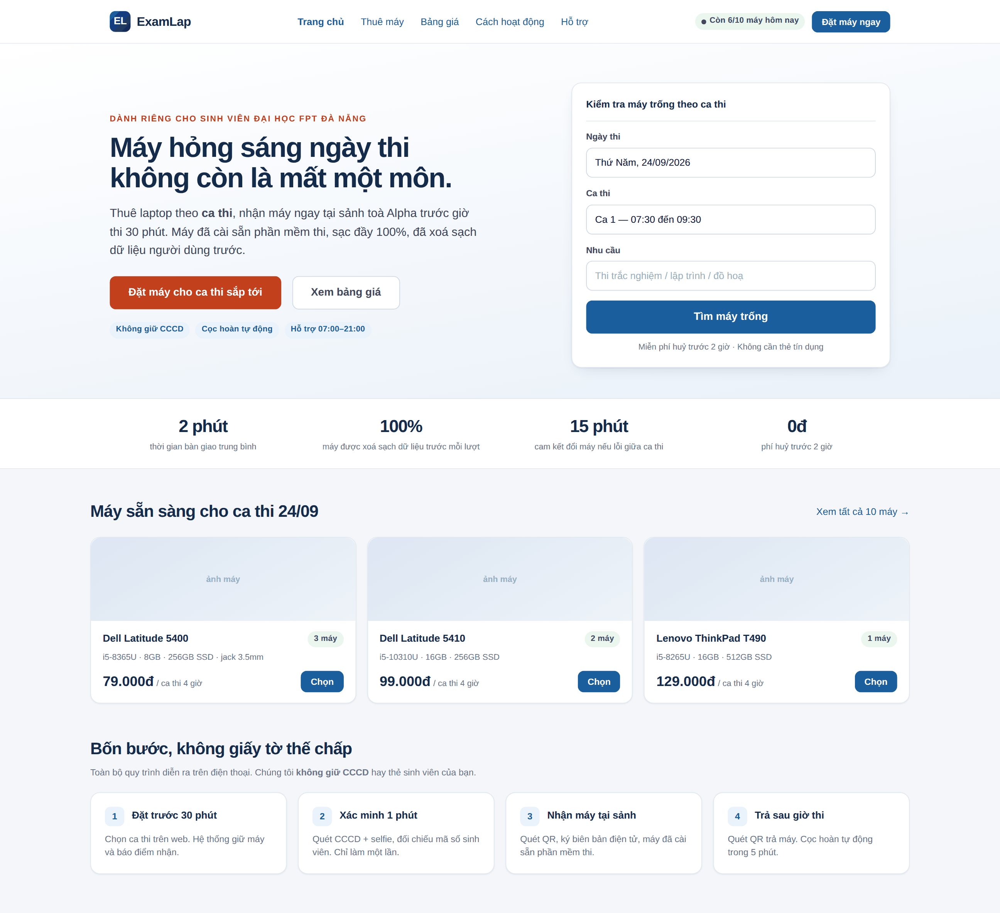 EL ExamLap
Trang chủ Thuê máy Bảng giá Cách hoạt động Hỗ trợ
Còn 6/10 máy hôm nay
Đặt máy ngay
DÀNH RIÊNG CHO SINH VIÊN ĐẠI HỌC FPT ĐÀ NẴNG
Máy hỏng sáng ngày thi
không còn là mất một môn.
Thuê laptop theo ca thi, nhận máy ngay tại sảnh toà Alpha trước giờ
thi 30 phút. Máy đã cài sẵn phần mềm thi, sạc đầy 100%, đã xoá sạch
dữ liệu người dùng trước.
Đặt máy cho ca thi sắp tới
Xem bảng giá
Không giữ CCCD Cọc hoàn tự động Hỗ trợ 07:00–21:00
Kiểm tra máy trống theo ca thi
Ngày thi
Thứ Năm, 24/09/2026
Ca thi
Ca 1 — 07:30 đến 09:30
Nhu cầu
Thi trắc nghiệm / lập trình / đồ hoạ
Tìm máy trống
Miễn phí huỷ trước 2 giờ · Không cần thẻ tín dụng
2 phút
thời gian bàn giao trung bình
100%
máy được xoá sạch dữ liệu trước mỗi lượt
15 phút
cam kết đổi máy nếu lỗi giữa ca thi
0đ
phí huỷ trước 2 giờ
Máy sẵn sàng cho ca thi 24/09
Xem tất cả 10 máy →
ảnh máy
Dell Latitude 5400
3 máy
i5-8365U · 8GB · 256GB SSD · jack 3.5mm
79.000đ / ca thi 4 giờ
Chọn
ảnh máy
Dell Latitude 5410
2 máy
i5-10310U · 16GB · 256GB SSD
99.000đ / ca thi 4 giờ
Chọn
ảnh máy
Lenovo ThinkPad T490
1 máy
i5-8265U · 16GB · 512GB SSD
129.000đ / ca thi 4 giờ
Chọn
Bốn bước, không giấy tờ thế chấp
Toàn bộ quy trình diễn ra trên điện thoại. Chúng tôi không giữ CCCD hay thẻ sinh viên của bạn.
1 Đặt trước 30 phút
Chọn ca thi trên web. Hệ thống giữ máy
và báo điểm nhận.
2 Xác minh 1 phút
Quét CCCD + selfie, đối chiếu mã số sinh
viên. Chỉ làm một lần.
3 Nhận máy tại sảnh
Quét QR, ký biên bản điện tử, máy đã cài
sẵn phần mềm thi.
4 Trả sau giờ thi
Quét QR trả máy. Cọc hoàn tự động
trong 5 phút.